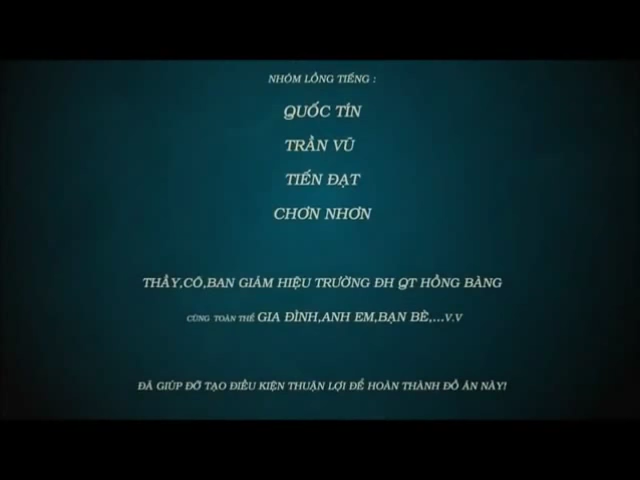 NHÓM LỒNG TIẾNG :
QUỐC TÍN
TRẦN VŨ
TIẾN ĐẠT
CHƠN NHƠN
THẦY,CÔ,BAN GIÁM HIỆU TRƯỜNG ĐH QT HỒNG BÀNG
CÙNG TOÀN THỂ GIA ĐÌNH,ANH EM,BẠN BÈ,...V.V
ĐÃ GIÚP ĐỠ TẠO ĐIỀU KIỆN THUẬN LỢI ĐỂ HOÀN THÀNH ĐỒ ÁN NÀY!